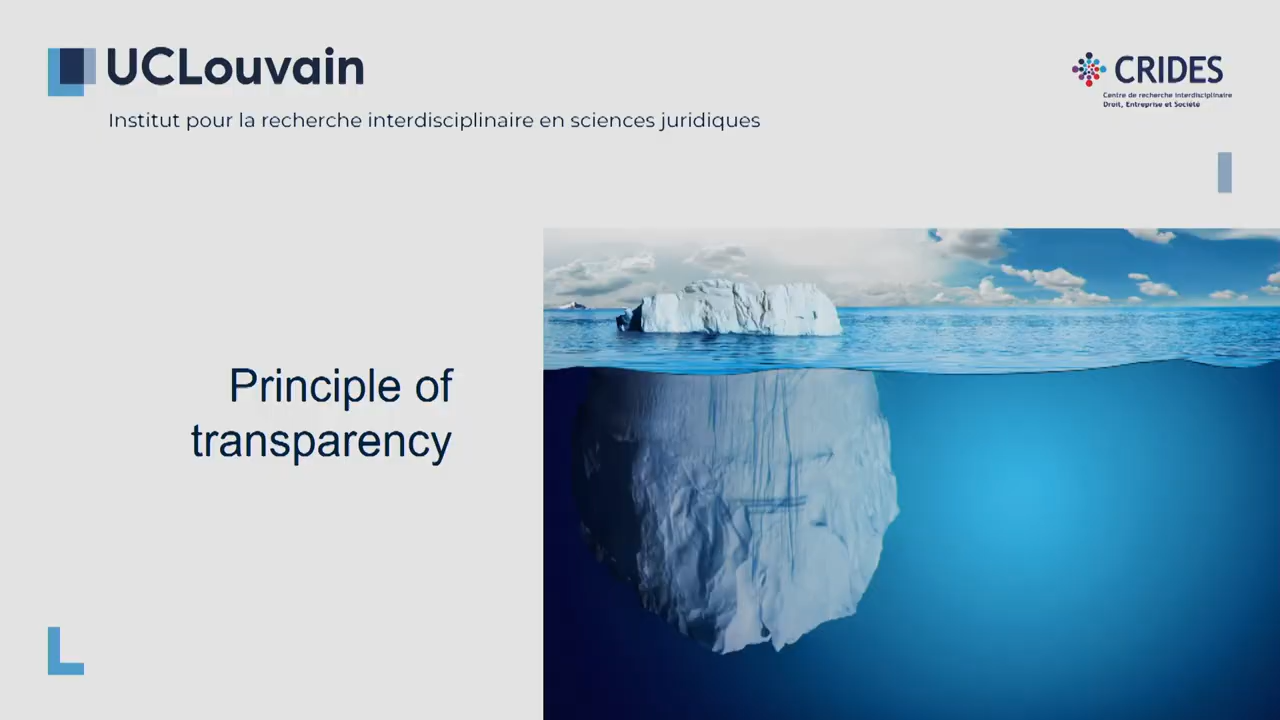 UCLouvain
Institut pour la recherche interdisciplinaire en sciences juridiques
CRIDES
Centre de recherche interdisciplinaire
Droit, Entreprise et Société
Principle of
transparency